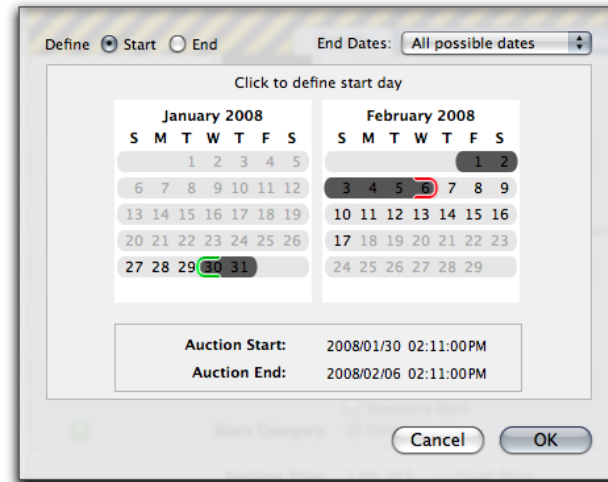 Define Start End End Dates: All possible dates
Click to define start day
January 2008 February 2008
S M T W T F S S M T W T F S
1 2 3 4 5 1 2
6 7 8 9 10 11 12 3 4 5 6 7 8 9
13 14 15 16 17 18 19 10 11 12 13 14 15 16
20 21 22 23 24 25 26 17 18 19 20 21 22 23
27 28 29 30 31 24 25 26 27 28 29
Auction Start: 2008/01/30 02:11:00PM
Auction End: 2008/02/06 02:11:00PM
Store Category
Cancel OK